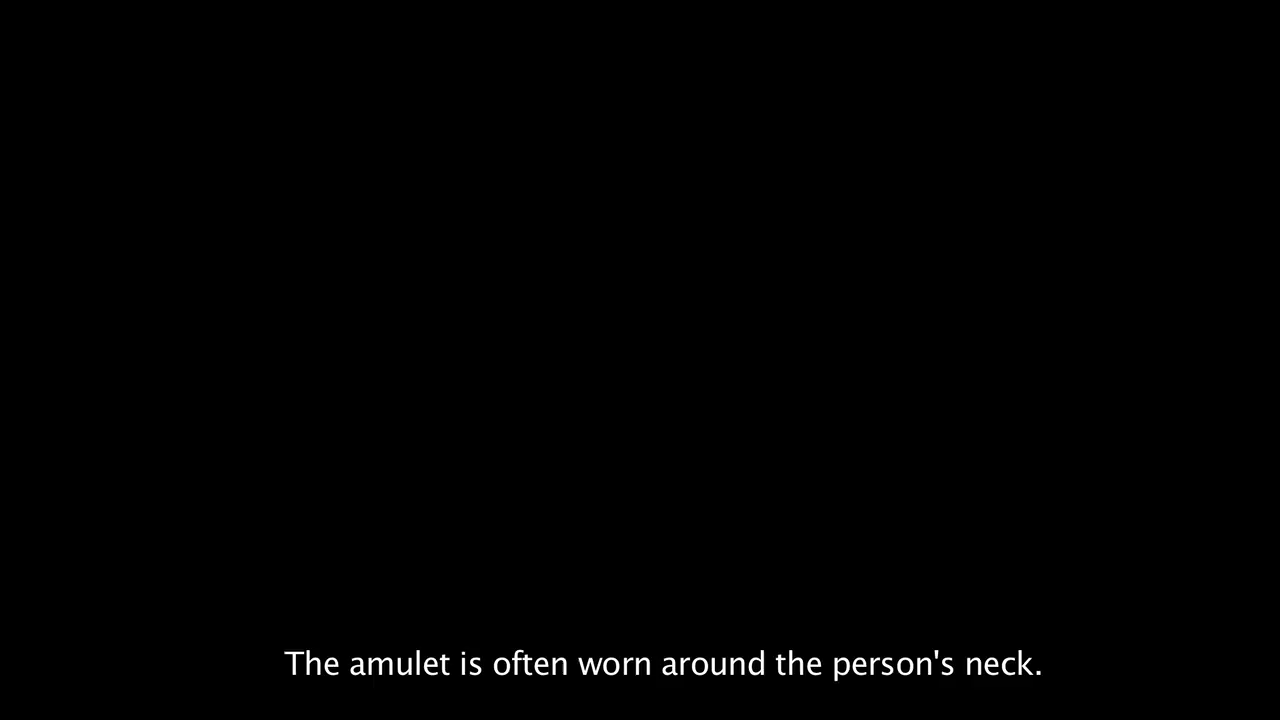 The amulet is often worn around the person's neck.